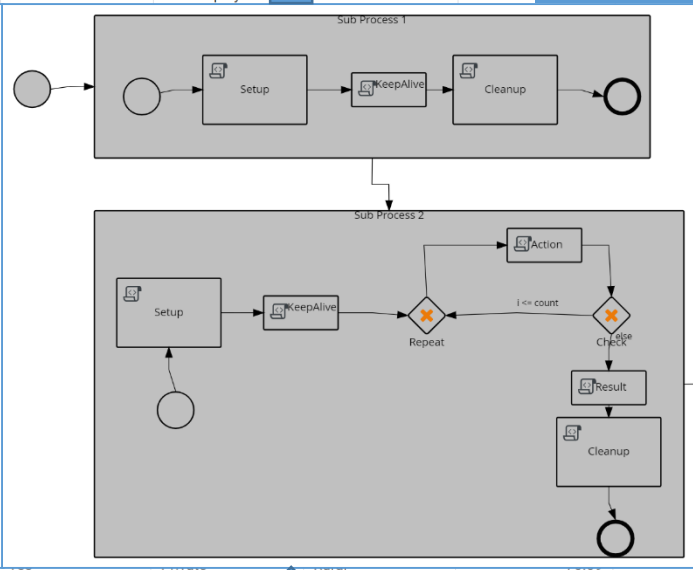 Sub Process 1
Setup
KeepAlive
Cleanup
Sub Process 2
Action
Setup
KeepAlive
i <= count
Repeat
Check
else
Result
Cleanup